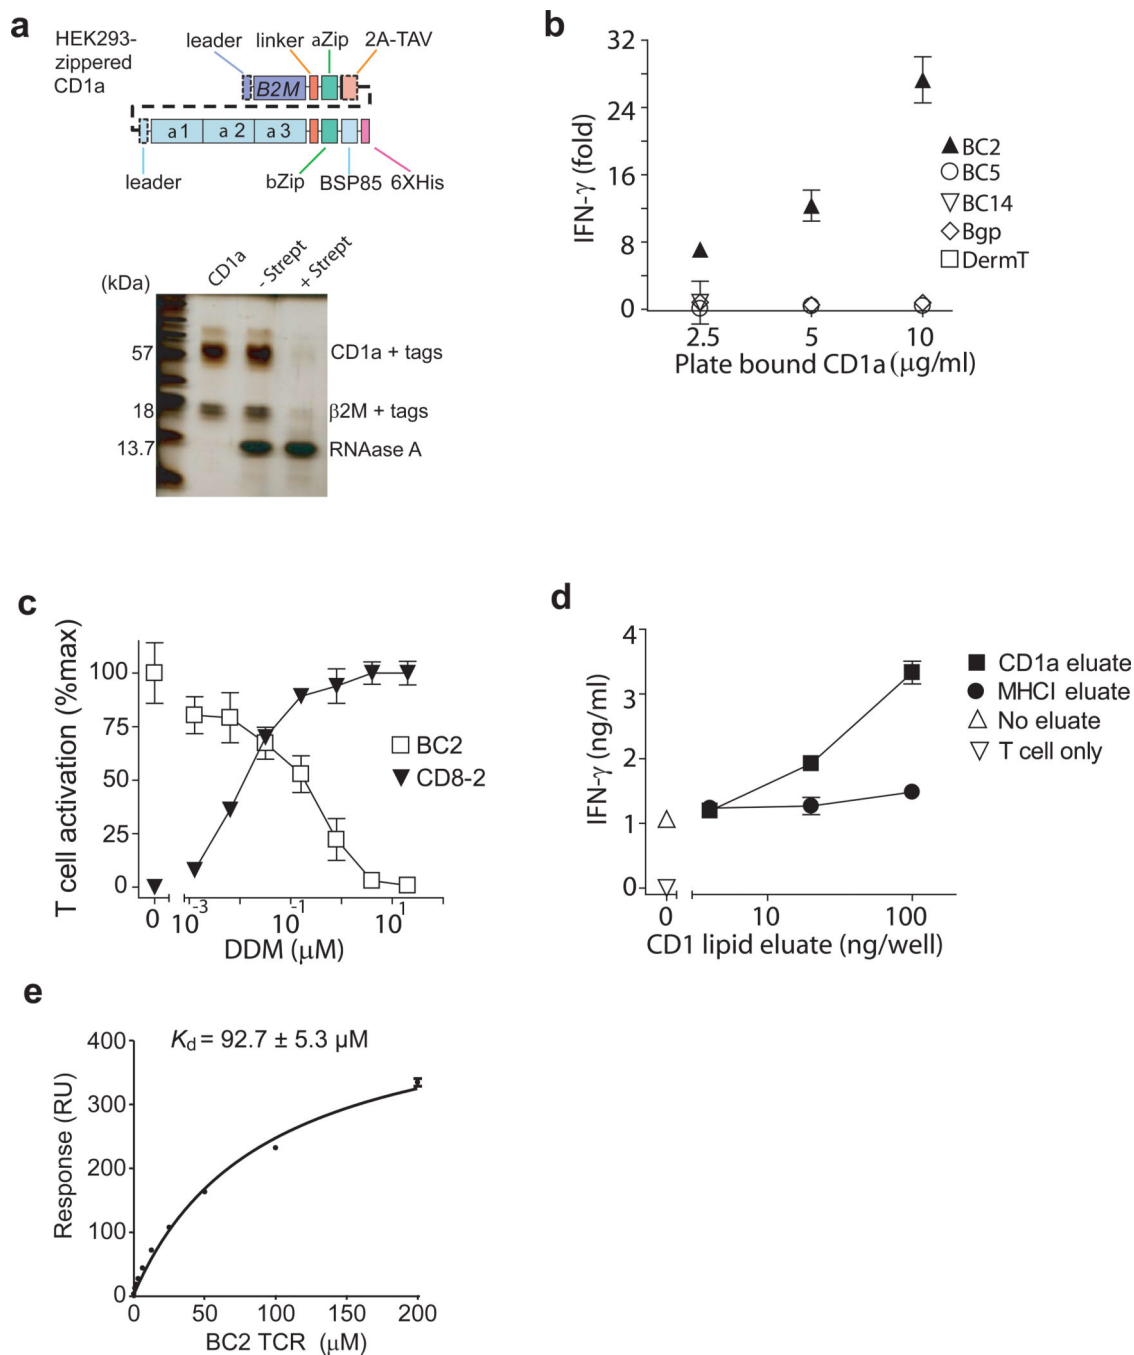 a
HEK293-
zippered
CD1a
leader linker aZip 2A-TAV
B2M
a 1 a 2 a 3
leader bZip BSP85 6XHis
(kDa) CD1a - Strept + Strept
57 CD1a + tags
18 β2M + tags
13.7 RNAase A
b
IFN-γ (fold)
32
24
16
8
0
2.5 5 10
Plate bound CD1a (μg/ml)
BC2
BC5
BC14
Bgp
DermT
c
T cell activation (%max)
100
75
50
25
0
0 10-3 10-1 101
DDM (μM)
BC2
CD8-2
d
IFN-γ (ng/ml)
4
3
2
1
0
0 10 100
CD1 lipid eluate (ng/well)
CD1a eluate
MHCI eluate
No eluate
T cell only
e
Kd = 92.7 ± 5.3 μM
Response (RU)
400
300
200
100
0
0 50 100 150 200
BC2 TCR (μM)